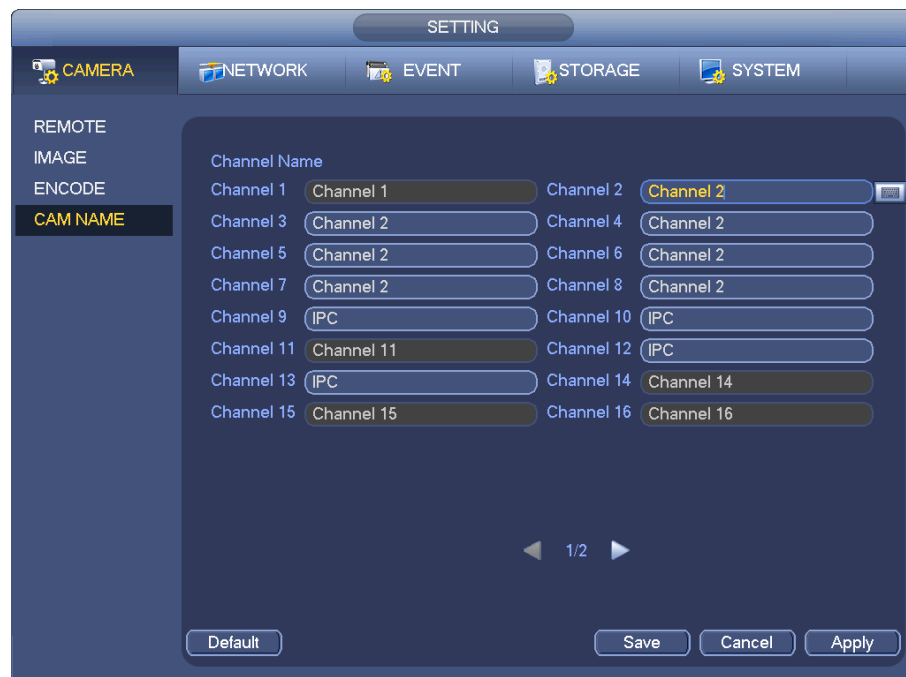 SETTING
CAMERA NETWORK EVENT STORAGE SYSTEM
REMOTE
IMAGE
ENCODE
CAM NAME
Channel Name
Channel 1 Channel 1 Channel 2 Channel 2
Channel 3 Channel 2 Channel 4 Channel 2
Channel 5 Channel 2 Channel 6 Channel 2
Channel 7 Channel 2 Channel 8 Channel 2
Channel 9 IPC Channel 10 IPC
Channel 11 Channel 11 Channel 12 IPC
Channel 13 IPC Channel 14 Channel 14
Channel 15 Channel 15 Channel 16 Channel 16
1/2
Default Save Cancel Apply